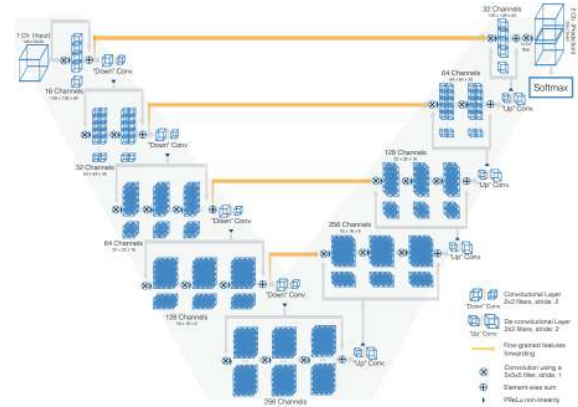 1 Ch. (Input)
"Down" Conv.
16 Channels
"Down" Conv.
32 Channels
"Down" Conv.
64 Channels
"Down" Conv.
128 Channels
256 Channels
"Up" Conv.
256 Channels
"Up" Conv.
128 Channels
"Up" Conv.
64 Channels
"Up" Conv.
32 Channels
Softmax
"Down" Conv.
Convolutional Layer
2x2 filters, stride: 2
"Up" Conv.
De-convolutional Layer
2x2 filters, stride: 2
Fine-grained features
forwarding
Convolution using a
5x5x5 filter, stride: 1
Element-wise sum
PReLu non-linearity